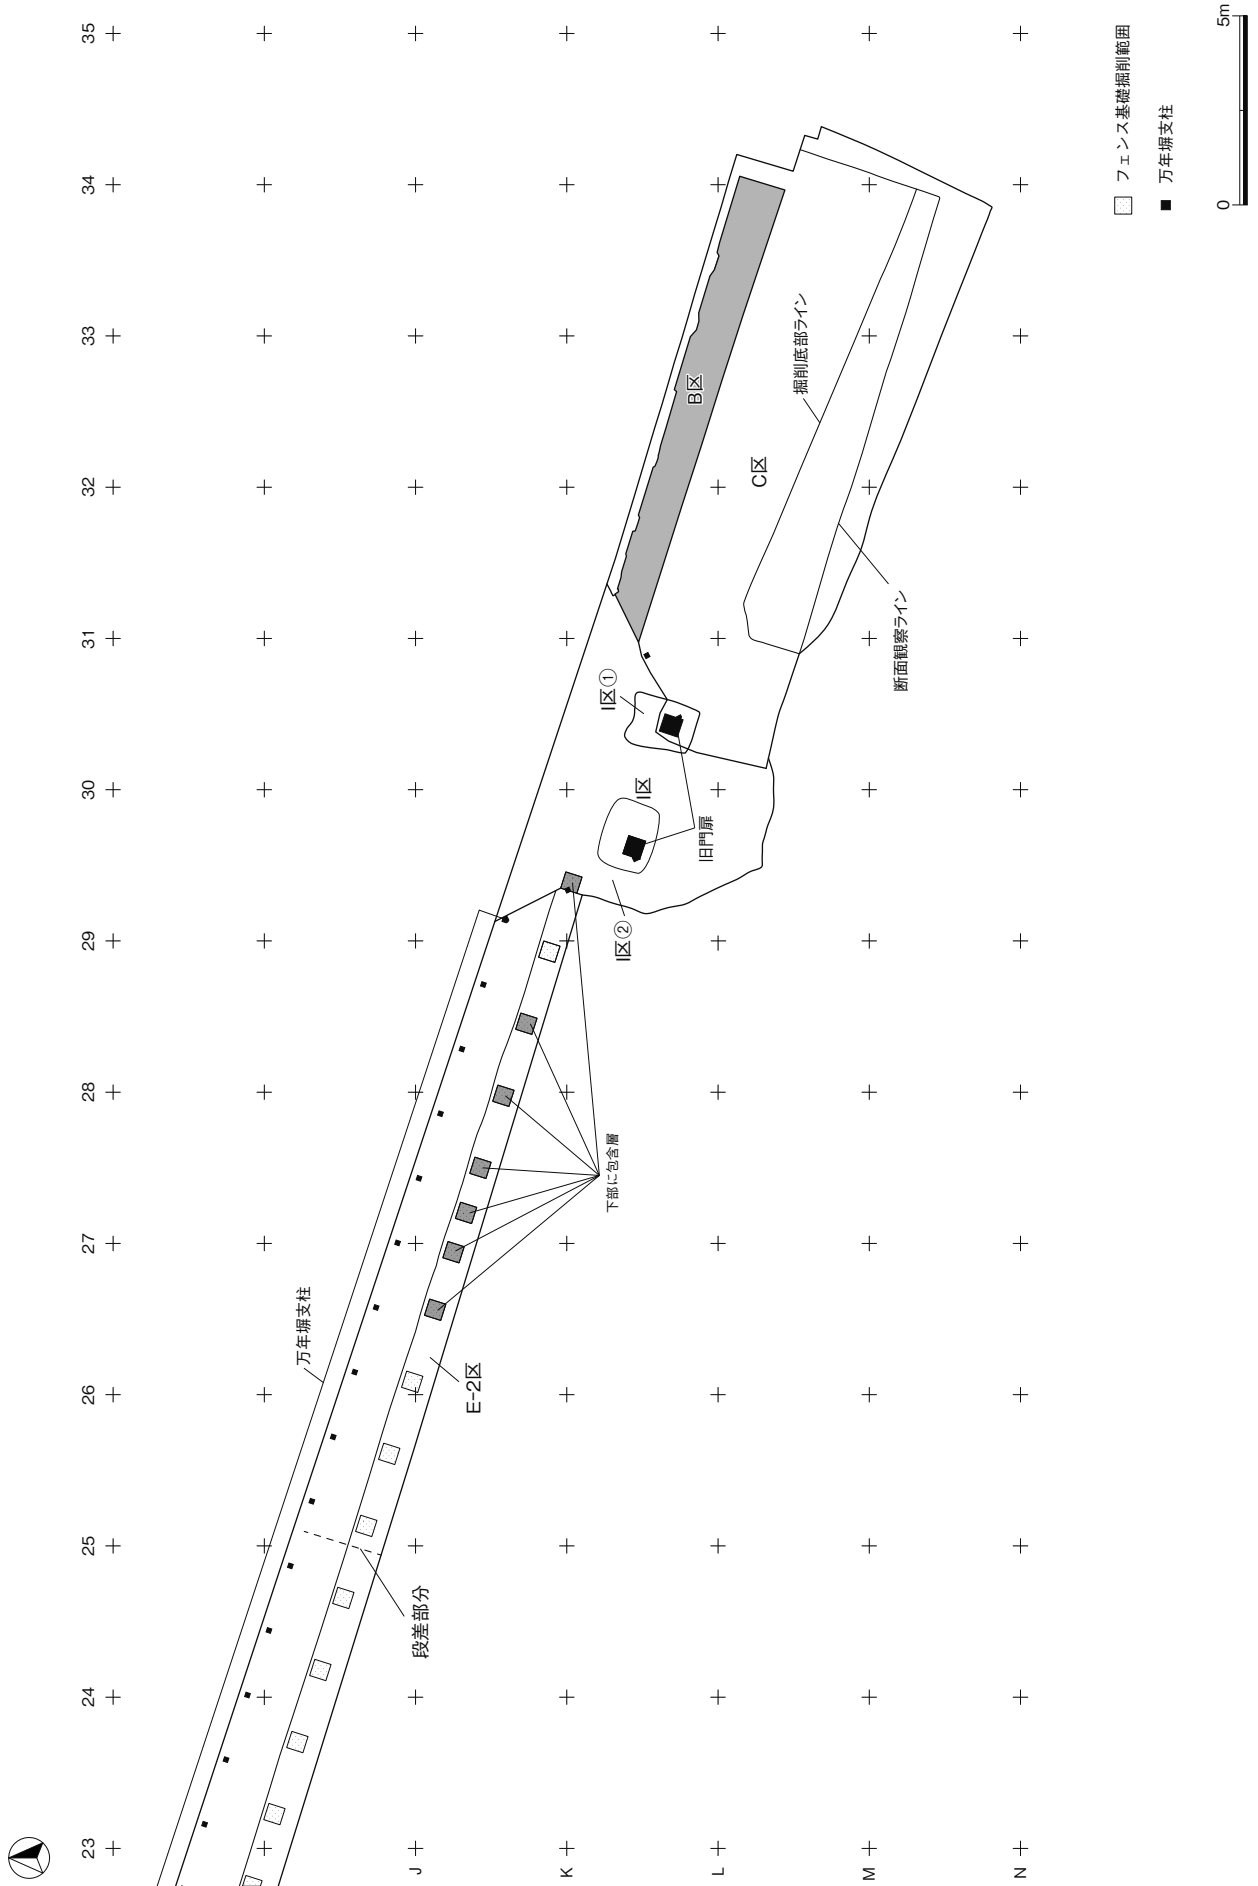 35
34
33
32
31
30
29
28
27
26
25
24
23
J
K
L
M
N
フェンス基礎掘削範囲
万年塀支柱
0
5m
B区
C区
掘削底部ライン
断面観察ライン
I区①
I区
旧門扉
I区②
下部に包含層
万年塀支柱
E-2区
段差部分